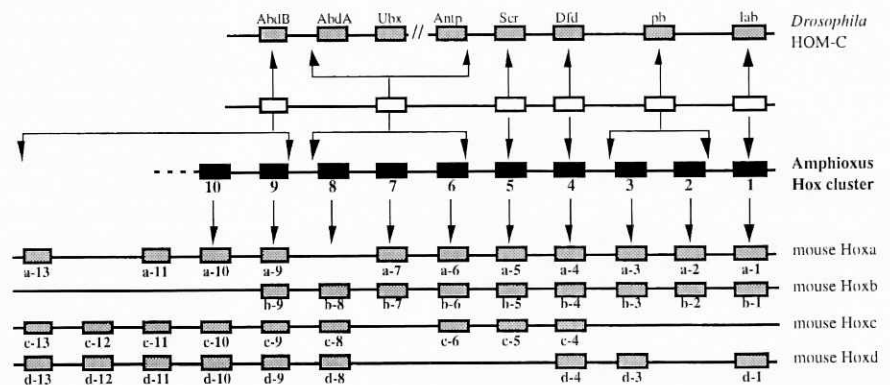 AbdB AbdA Ubx // Antp Scr Dfd pb lab Drosophila
HOM-C
Amphioxus
Hox cluster
10 9 8 7 6 5 4 3 2 1
mouse Hoxa
a-13 a-11 a-10 a-9 a-7 a-6 a-5 a-4 a-3 a-2 a-1
mouse Hoxb
b-9 b-8 b-7 b-6 b-5 b-4 b-3 b-2 b-1
mouse Hoxc
c-13 c-12 c-11 c-10 c-9 c-8 c-6 c-5 c-4
mouse Hoxd
d-13 d-12 d-11 d-10 d-9 d-8 d-4 d-3 d-1